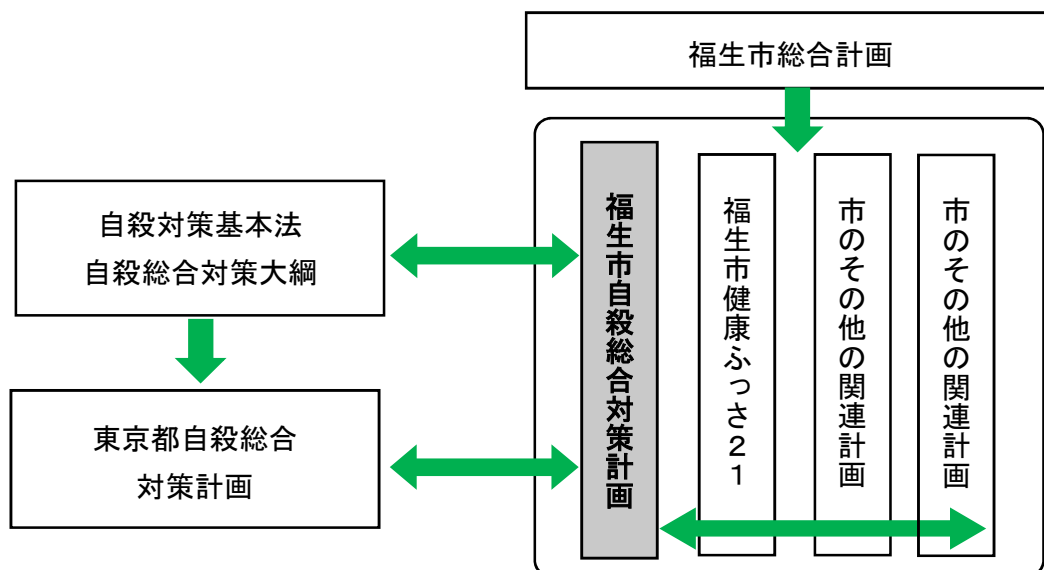 福生市総合計画
自殺対策基本法
自殺総合対策大綱
東京都自殺総合
対策計画
福生市自殺総合対策計画
福生市健康ふっさ２１
市のその他の関連計画
市のその他の関連計画